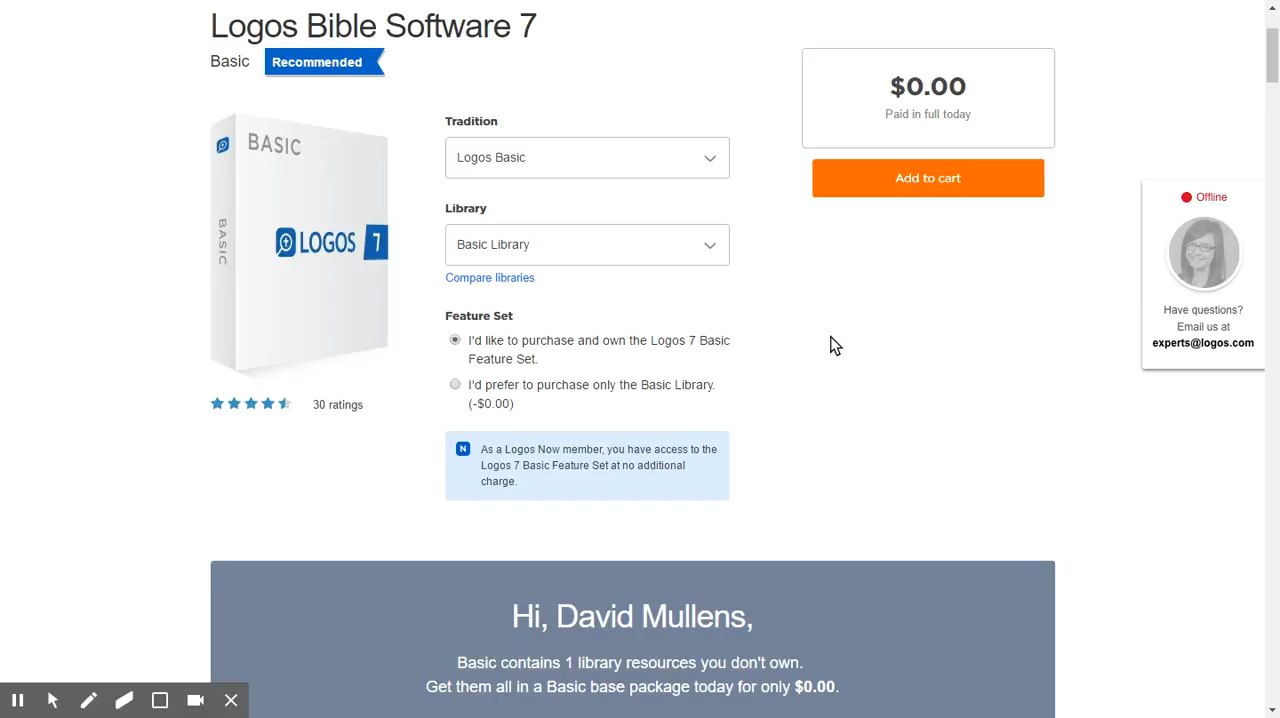 Logos Bible Software 7
Basic
Recommended
BASIC
BASIC
LOGOS 7
30 ratings
Tradition
Logos Basic
Library
Basic Library
Compare libraries
Feature Set
I'd like to purchase and own the Logos 7 Basic
Feature Set.
I'd prefer to purchase only the Basic Library.
(-$0.00)
N
As a Logos Now member, you have access to the
Logos 7 Basic Feature Set at no additional
charge.
$0.00
Paid in full today
Add to cart
Offline
Have questions?
Email us at
experts@logos.com
Hi, David Mullens,
Basic contains 1 library resources you don't own.
Get them all in a Basic base package today for only $0.00.